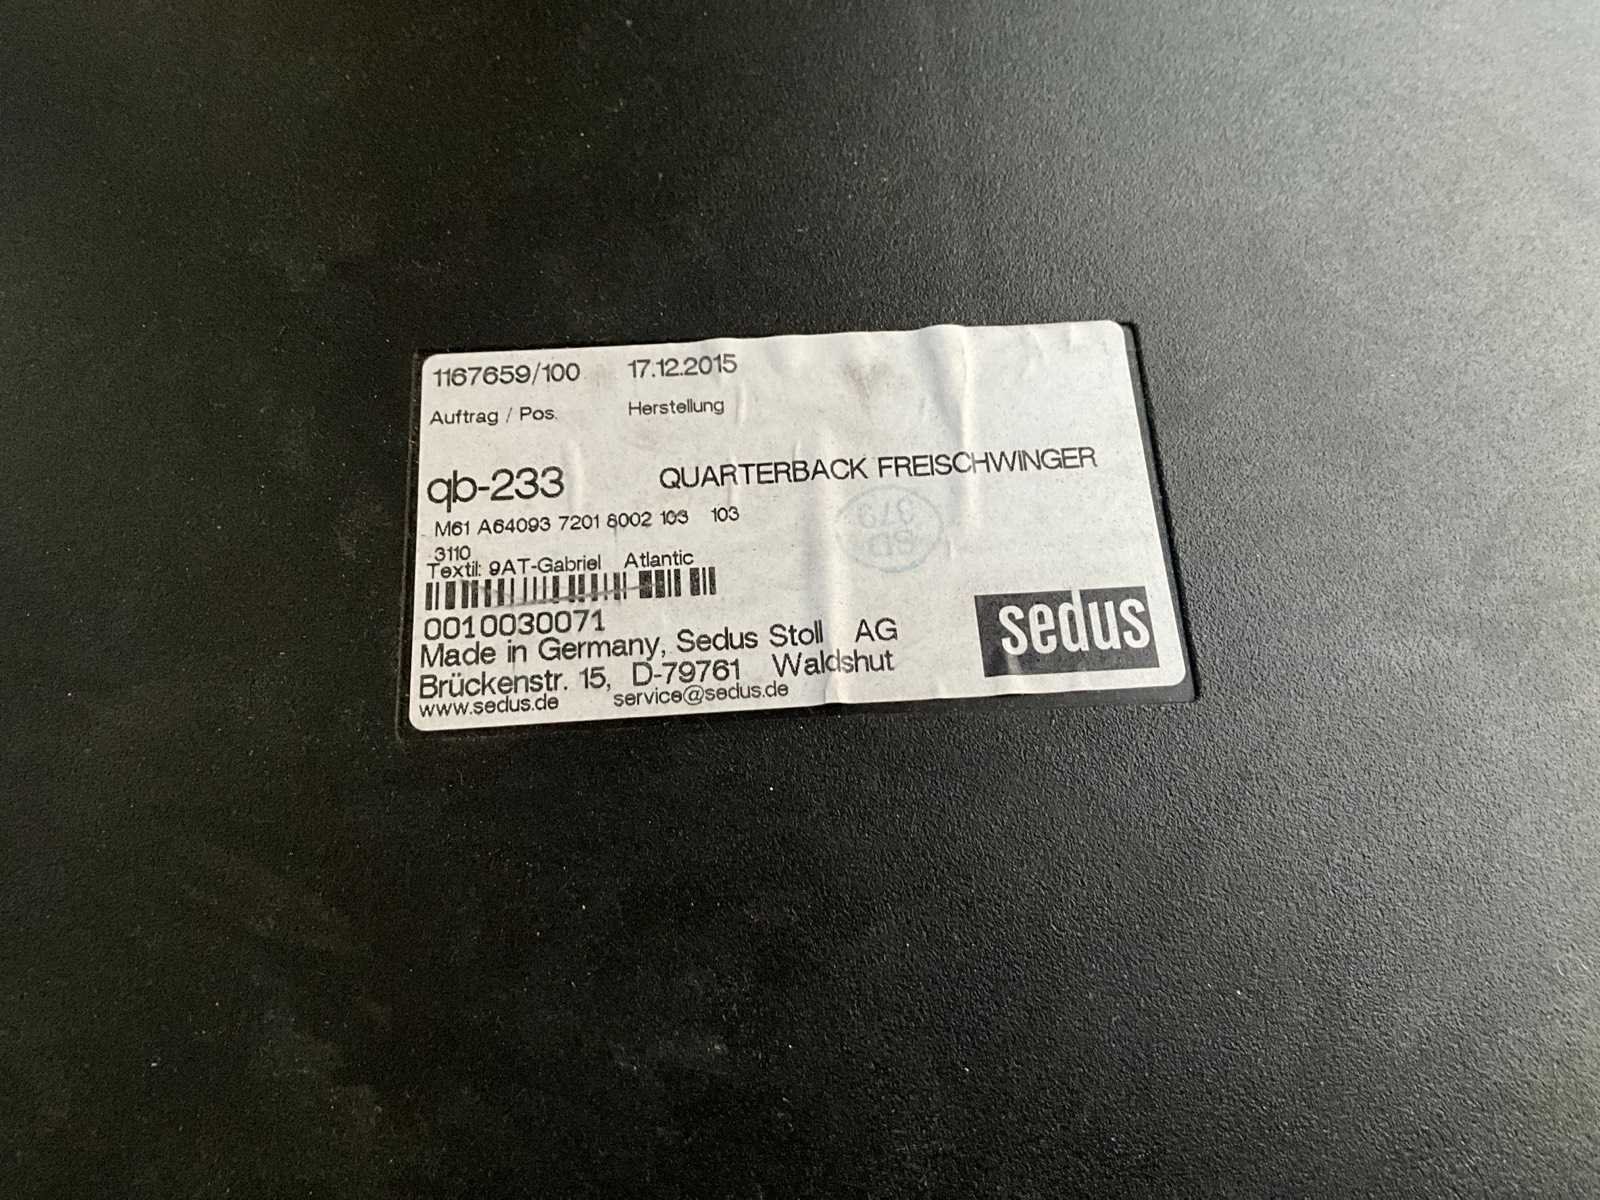 1167659/100 17.12.2015
Auftrag / Pos. Herstellung
qb-233 QUARTERBACK FREISCHWINGER
M61 A64093 7201 8002 103 103
3110
Textil: 9AT-Gabriel Atlantic
0010030071
Made in Germany, Sedus Stoll AG
Brückenstr. 15, D-79761 Waldshut
www.sedus.de service@sedus.de
sedus